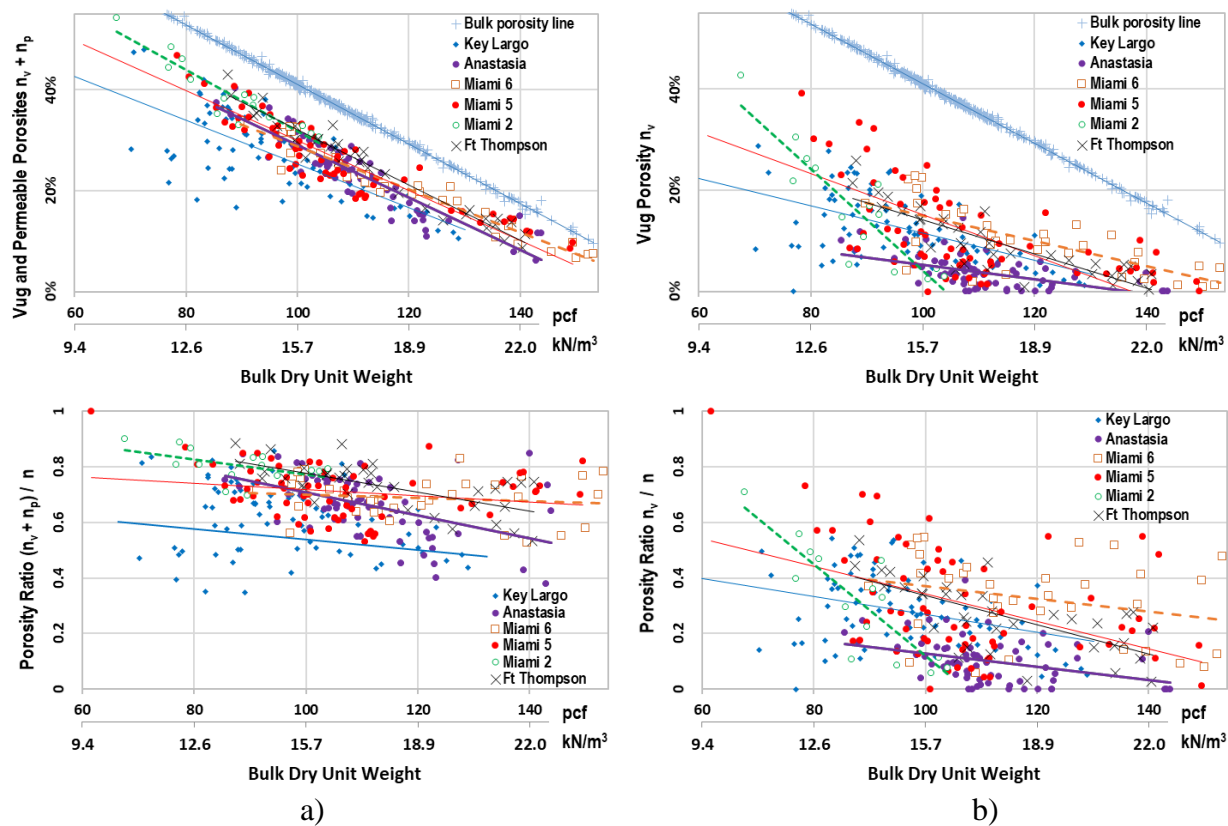 Vug and Permeable Porosites nv + np
40%
20%
0%
Bulk porosity line
Key Largo
Anastasia
Miami 6
Miami 5
Miami 2
Ft Thompson
60 80 100 120 140 pcf
9.4 12.6 15.7 18.9 22.0 kN/m³
Bulk Dry Unit Weight
Vug Porosity nv
40%
20%
0%
Bulk porosity line
Key Largo
Anastasia
Miami 6
Miami 5
Miami 2
Ft Thompson
60 80 100 120 140 pcf
9.4 12.6 15.7 18.9 22.0 kN/m³
Bulk Dry Unit Weight
Porosity Ratio (nv + np) / n
1
0.8
0.6
0.4
0.2
0
Key Largo
Anastasia
Miami 6
Miami 5
Miami 2
Ft Thompson
60 80 100 120 140 pcf
9.4 12.6 15.7 18.9 22.0 kN/m³
Bulk Dry Unit Weight
a)
Porosity Ratio nv / n
1
0.8
0.6
0.4
0.2
0
Key Largo
Anastasia
Miami 6
Miami 5
Miami 2
Ft Thompson
60 80 100 120 140 pcf
9.4 12.6 15.7 18.9 22.0 kN/m³
Bulk Dry Unit Weight
b)